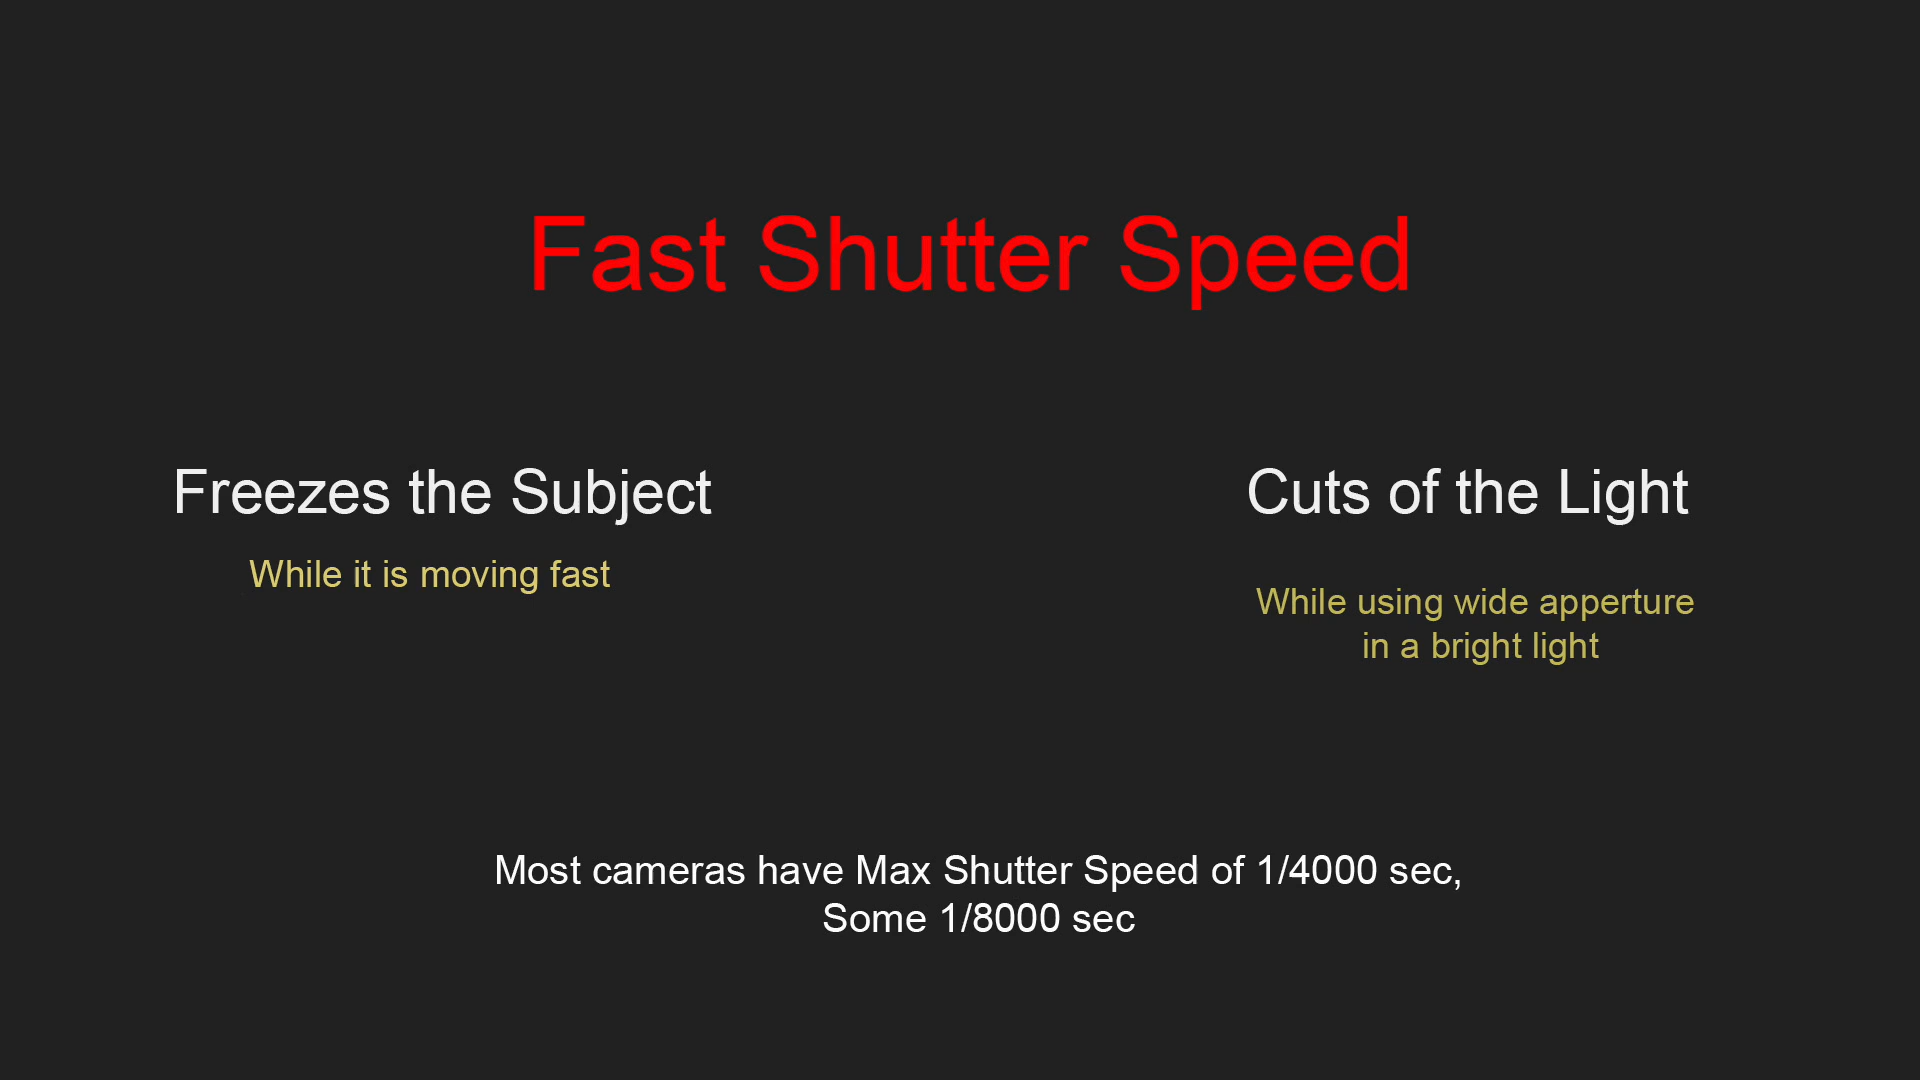 Fast Shutter Speed
Freezes the Subject
While it is moving fast
Cuts of the Light
While using wide apperture
in a bright light
Most cameras have Max Shutter Speed of 1/4000 sec,
Some 1/8000 sec